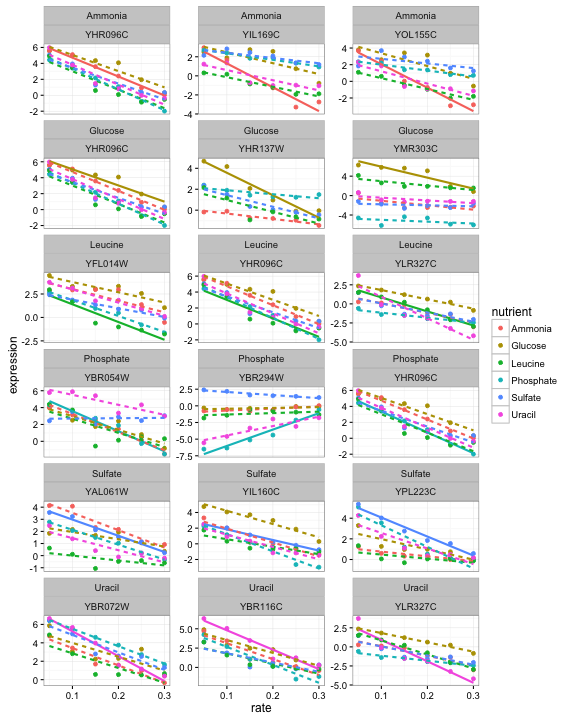 Ammonia Ammonia Ammonia
YHR096C YIL169C YOL155C
6 4 2 0 -2
2 0 -2 -4
4 2 0 -2
Glucose Glucose Glucose
YHR096C YHR137W YMR303C
6 4 2 0 -2
4 2 0
4 0 -4
Leucine Leucine Leucine
YFL014W YHR096C YLR327C
2.5 0.0 -2.5
6 4 2 0 -2
2.5 0.0 -2.5 -5.0
Phosphate Phosphate Phosphate
YBR054W YBR294W YHR096C
6 4 2 0
2.5 0.0 -2.5 -5.0 -7.5
6 4 2 0 -2
Sulfate Sulfate Sulfate
YAL061W YIL160C YPL223C
4 3 2 1 0 -1
4 2 0 -2
4 2 0
Uracil Uracil Uracil
YBR072W YBR116C YLR327C
6 4 2 0
5.0 2.5 0.0
2.5 0.0 -2.5 -5.0
0.1 0.2 0.3 0.1 0.2 0.3 0.1 0.2 0.3
rate
expression
nutrient
Ammonia
Glucose
Leucine
Phosphate
Sulfate
Uracil